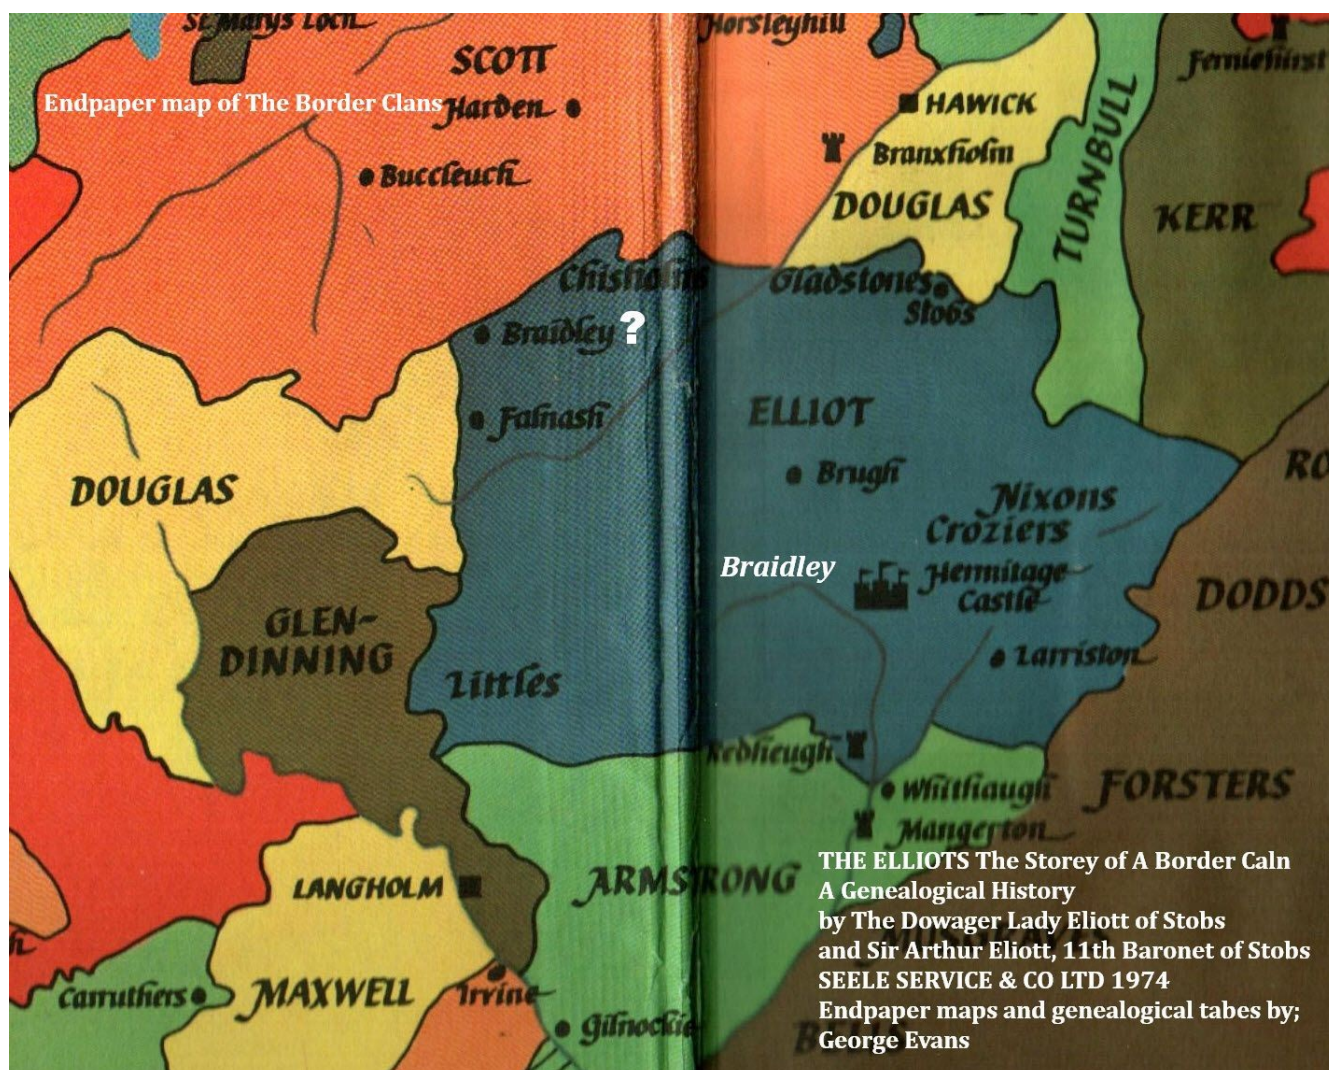 St. Marys Loch
Horsleyhill
SCOTT
Ferniehirst
Endpaper map of The Border Clans
Harden
HAWICK
TURNBULL
Branxholm
Buccleuch
DOUGLAS
KERR
Chisholms
Gladstones
Stobs
Braidley ?
Falnash
ELLIOT
Brugh
DOUGLAS
Nixons
Croziers
Braidley
Hermitage
Castle
DODDS
GLEN-
DINNING
Larriston
Littles
Redheugh
Whithaugh
FORSTERS
Mangerton
ARMSTRONG
LANGHOLM
Carruthers
MAXWELL
Irvine
Gilnockie
THE ELLIOTS The Storey of A Border Caln
A Genealogical History
by The Dowager Lady Eliott of Stobs
and Sir Arthur Eliott, 11th Baronet of Stobs
SEELE SERVICE & CO LTD 1974
Endpaper maps and genealogical tabes by;
George Evans